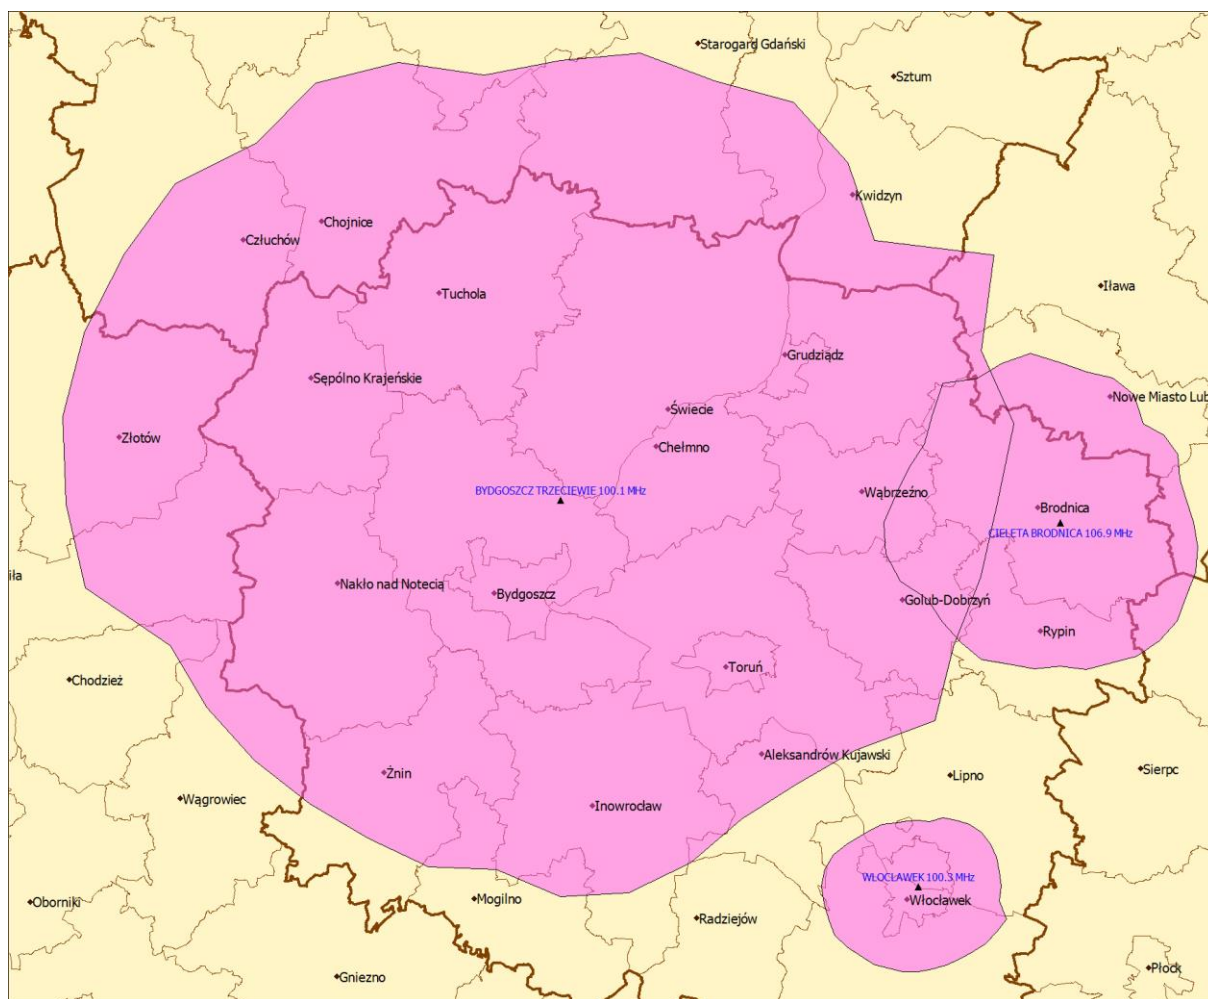 Starogard Gdański
Sztum
Kwidzyn
Chojnice
Człuchów
Iława
Tuchola
Grudziądz
Sępólno Krajeńskie
Nowe Miasto Lub
Świecie
Złotów
Chełmno
Wąbrzeźno
BYDGOSZCZ TRZECIEWIE 100.1 MHz
Brodnica
CIELĘTA BRODNICA 106.9 MHz
iła
Nakło nad Notecią
Bydgoszcz
Golub-Dobrzyń
Rypin
Toruń
Chodzież
Aleksandrów Kujawski
Sierpc
Żnin
Lipno
Wągrowiec
Inowrocław
WŁOCŁAWEK 100.3 MHz
Włocławek
Oborniki
Mogilno
Radziejów
Płock
Gniezno